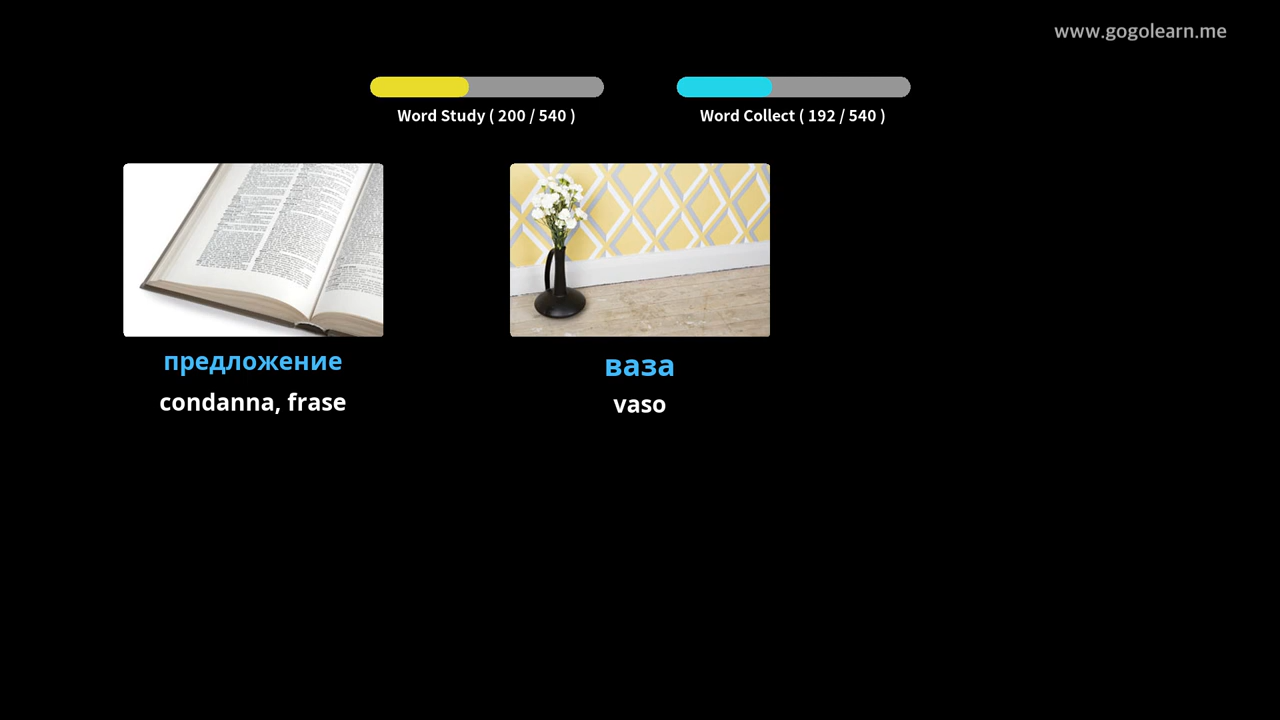 www.gogolearn.me
Word Study ( 200 / 540 )
Word Collect ( 192 / 540 )
предложение
condanna, frase
ваза
vaso